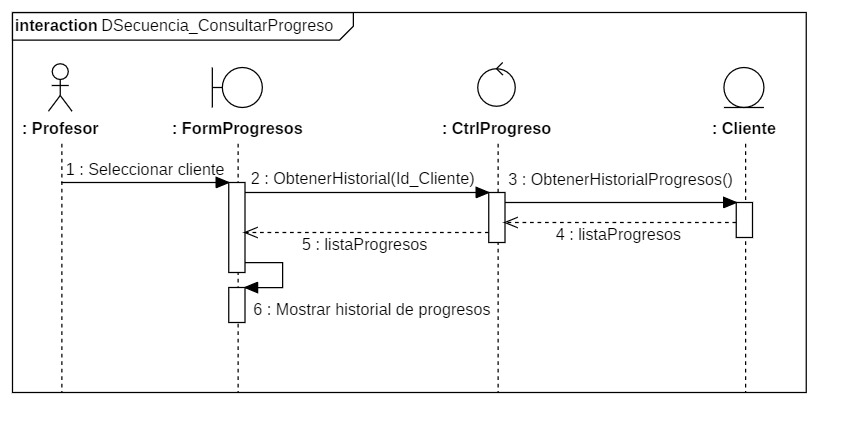 interaction DSecuencia_ConsultarProgreso
: Profesor
: FormProgresos
: CtrlProgreso
: Cliente
1 : Seleccionar cliente
2 : ObtenerHistorial(Id_Cliente)
3 : ObtenerHistorialProgresos()
4 : listaProgresos
5 : listaProgresos
6 : Mostrar historial de progresos